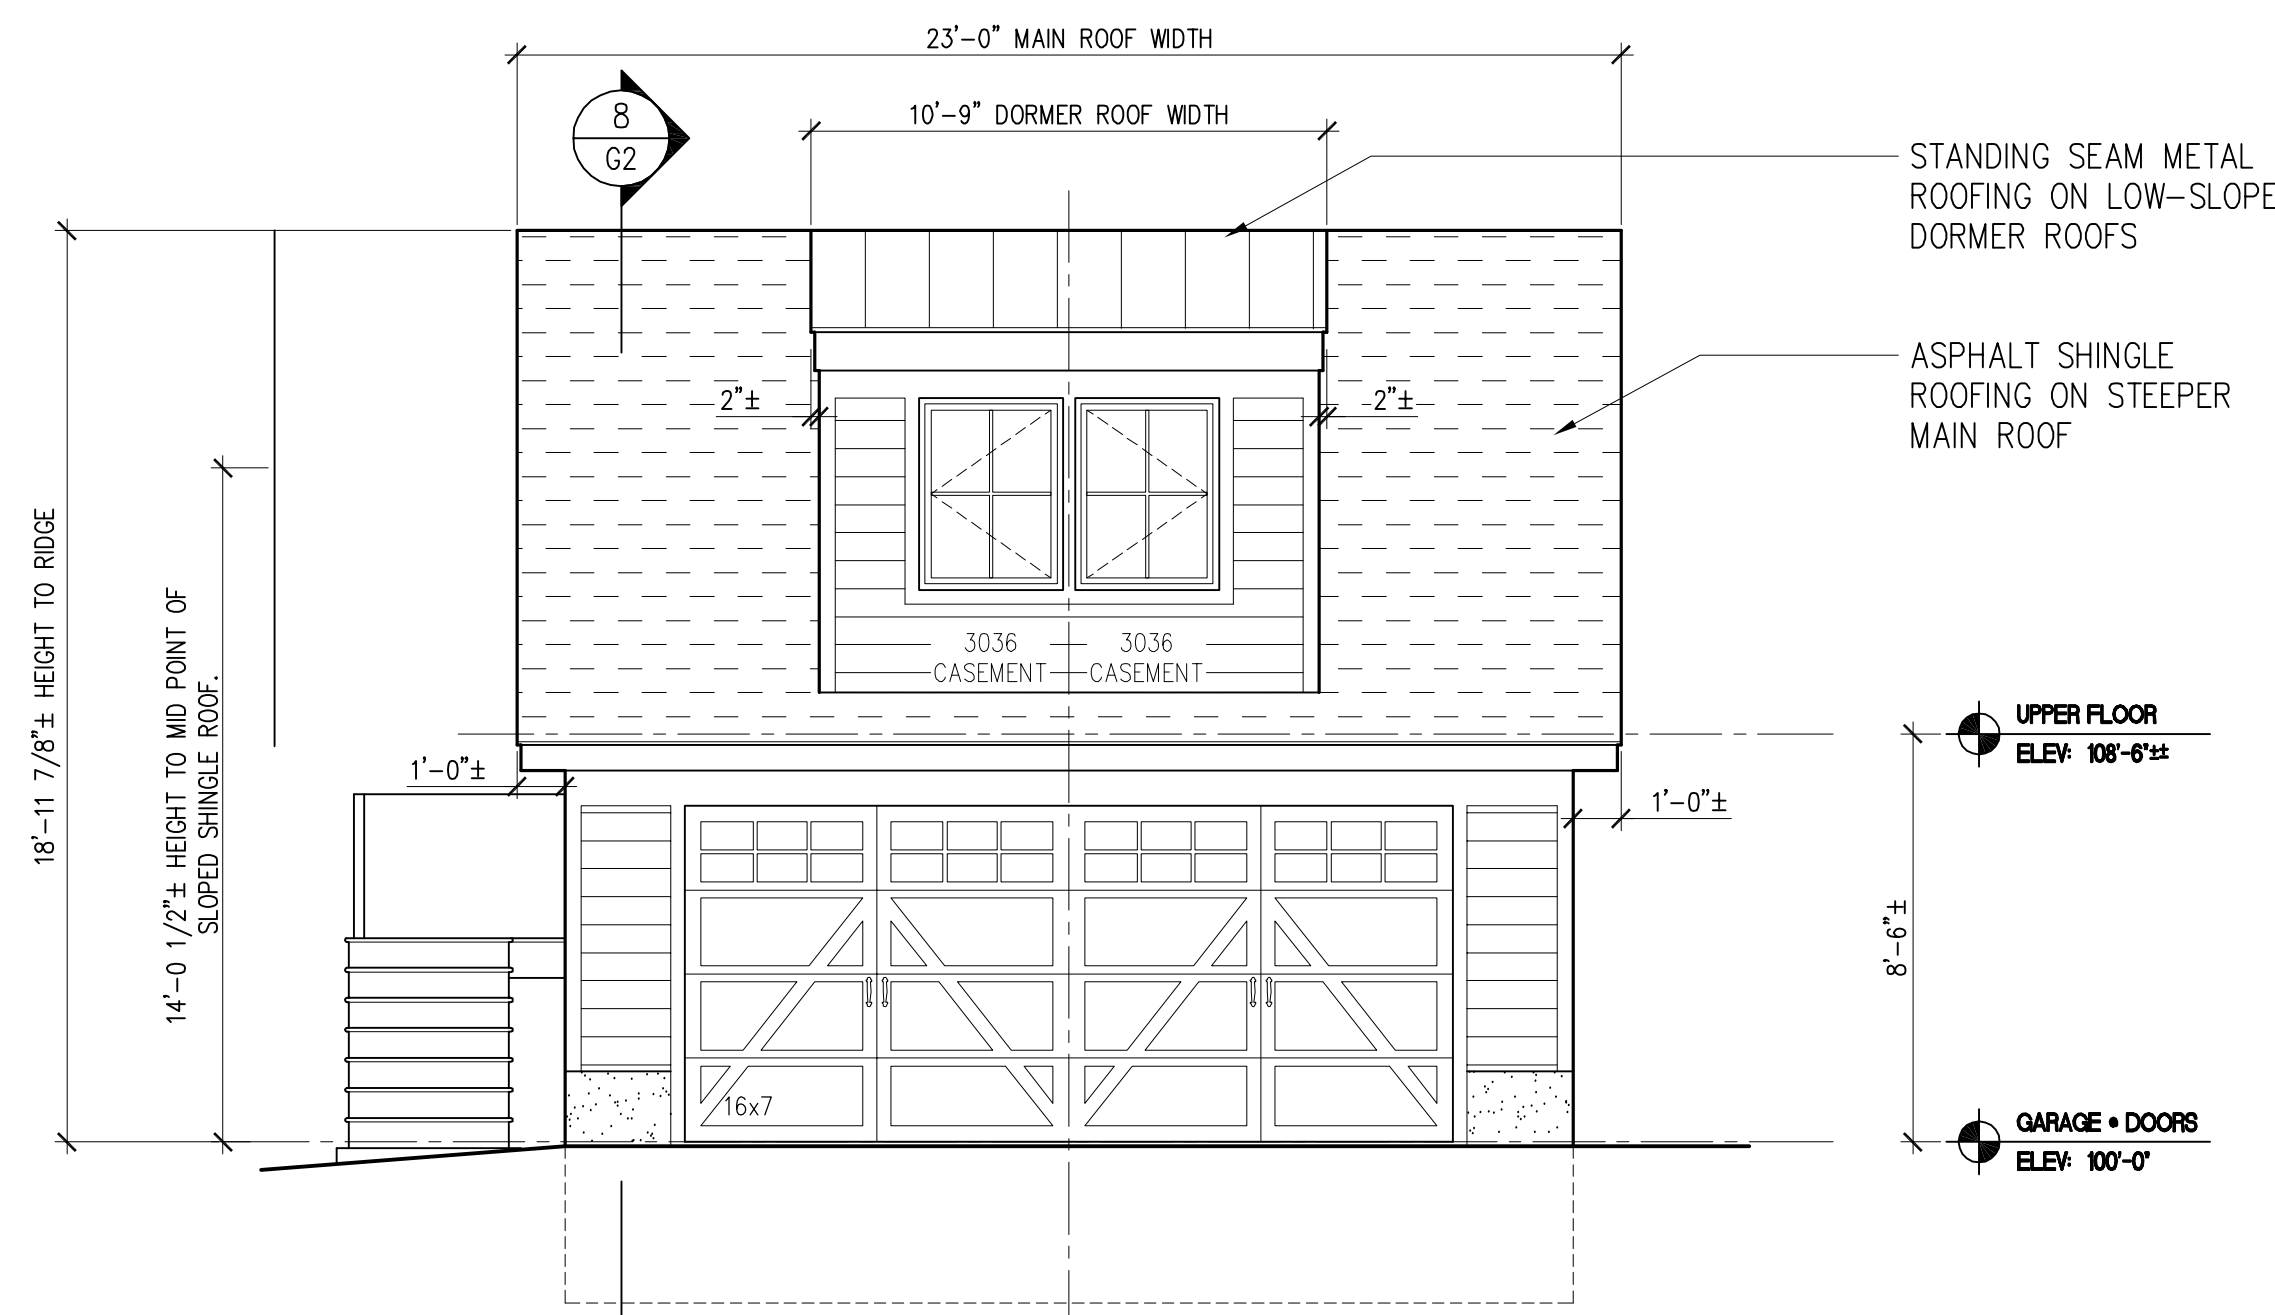 23'-0" MAIN ROOF WIDTH
8
G2
10'-9" DORMER ROOF WIDTH
STANDING SEAM METAL
ROOFING ON LOW-SLOPE
DORMER ROOFS
ASPHALT SHINGLE
ROOFING ON STEEPER
MAIN ROOF
2"±
2"±
18'-11 7/8"± HEIGHT TO RIDGE
14'-0 1/2"± HEIGHT TO MID POINT OF
SLOPED SHINGLE ROOF.
3036
CASEMENT
3036
CASEMENT
UPPER FLOOR
ELEV: 108'-6"±±
1'-0"±
1'-0"±
8'-6"±
16x7
GARAGE • DOORS
ELEV: 100'-0"